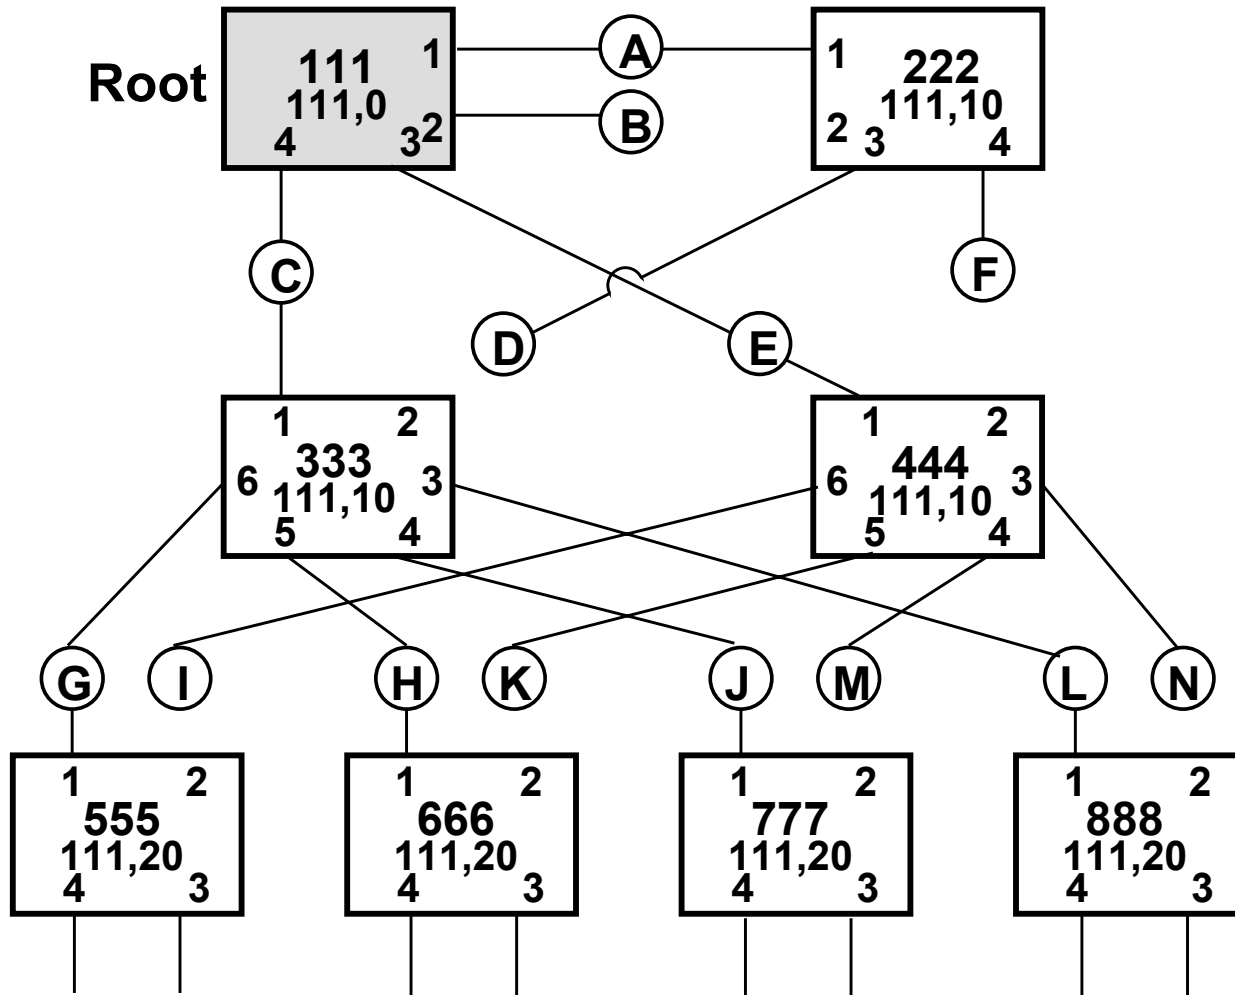 1 A 1
Root 111 222
111,0 111,10
2 B 2
4 3 3 4
C F
D E
1 2 1 2
333 444
6 3 6 3
111,10 111,10
5 4 5 4
G I H K J M L N
1 2 1 2 1 2 1 2
555 666 777 888
111,20 111,20 111,20 111,20
4 3 4 3 4 3 4 3